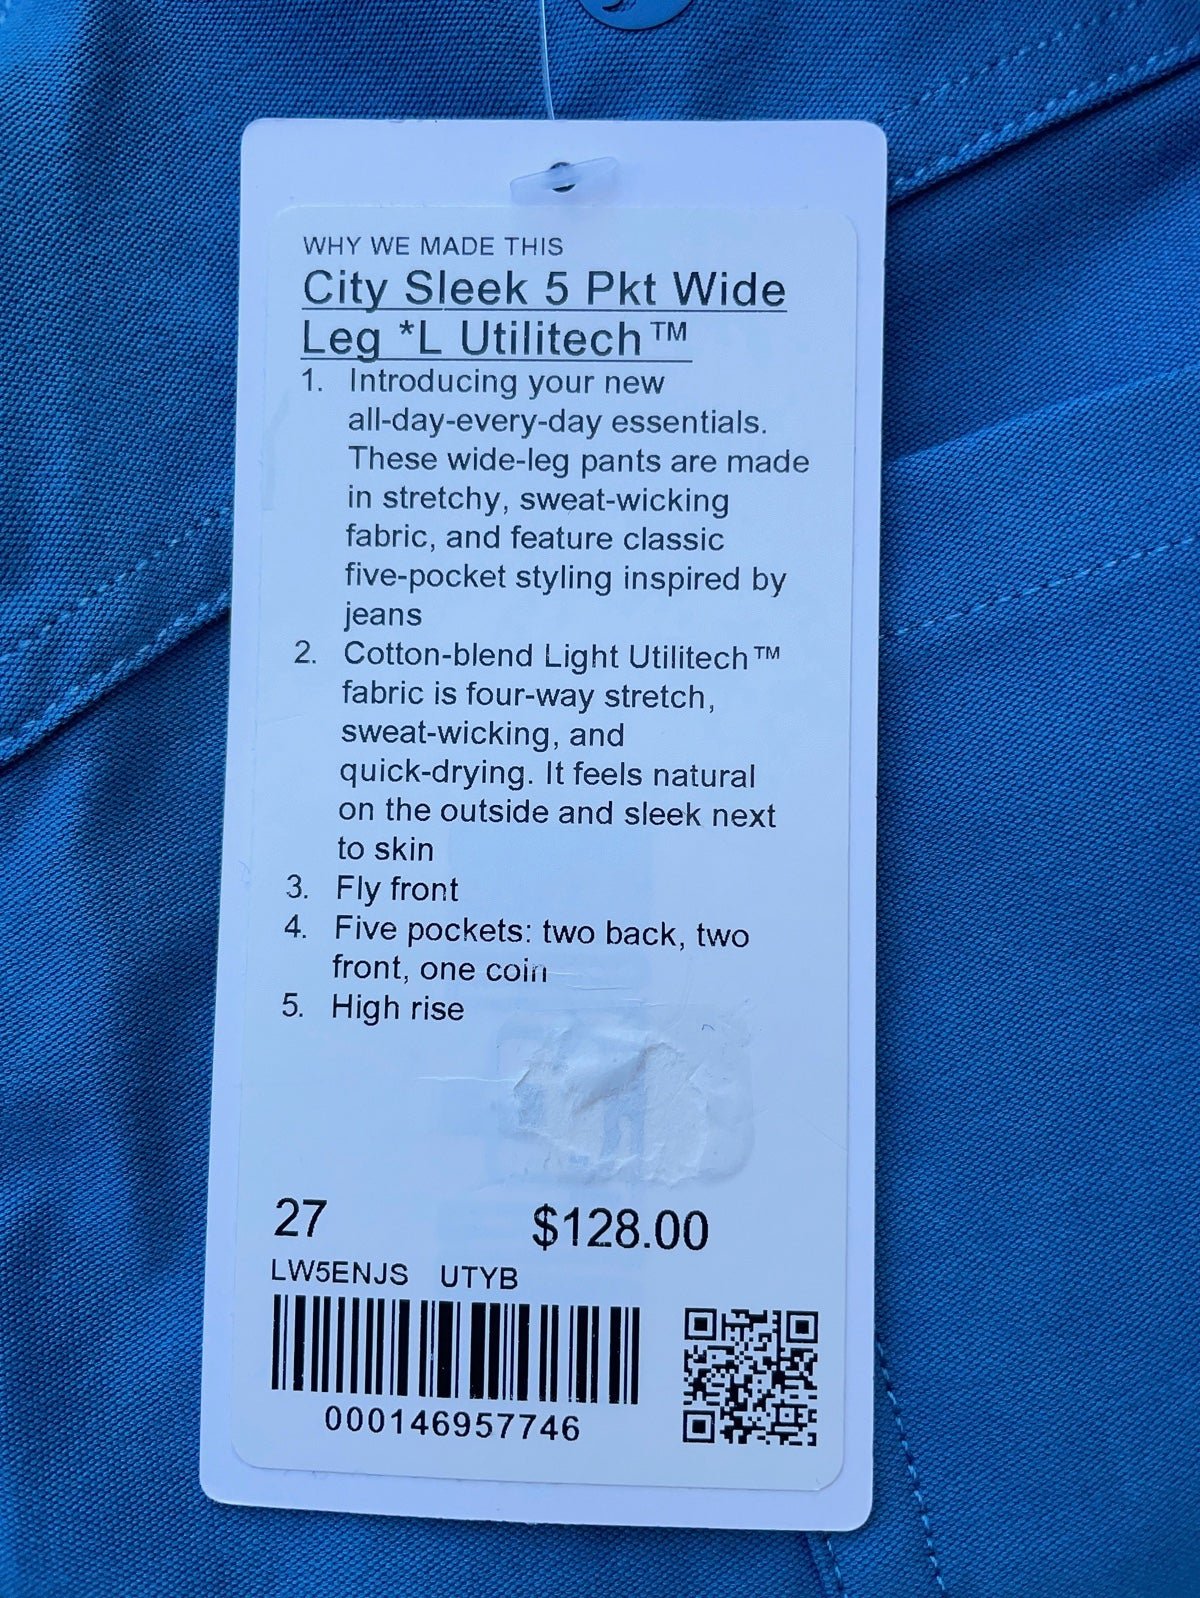 WHY WE MADE THIS
City Sleek 5 Pkt Wide
Leg *L Utilitech™
1. Introducing your new
all-day-every-day essentials.
These wide-leg pants are made
in stretchy, sweat-wicking
fabric, and feature classic
five-pocket styling inspired by
jeans
2. Cotton-blend Light Utilitech™
fabric is four-way stretch,
sweat-wicking, and
quick-drying. It feels natural
on the outside and sleek next
to skin
3. Fly front
4. Five pockets: two back, two
front, one coin
5. High rise
27 $128.00
LW5ENJS UTYB
000146957746